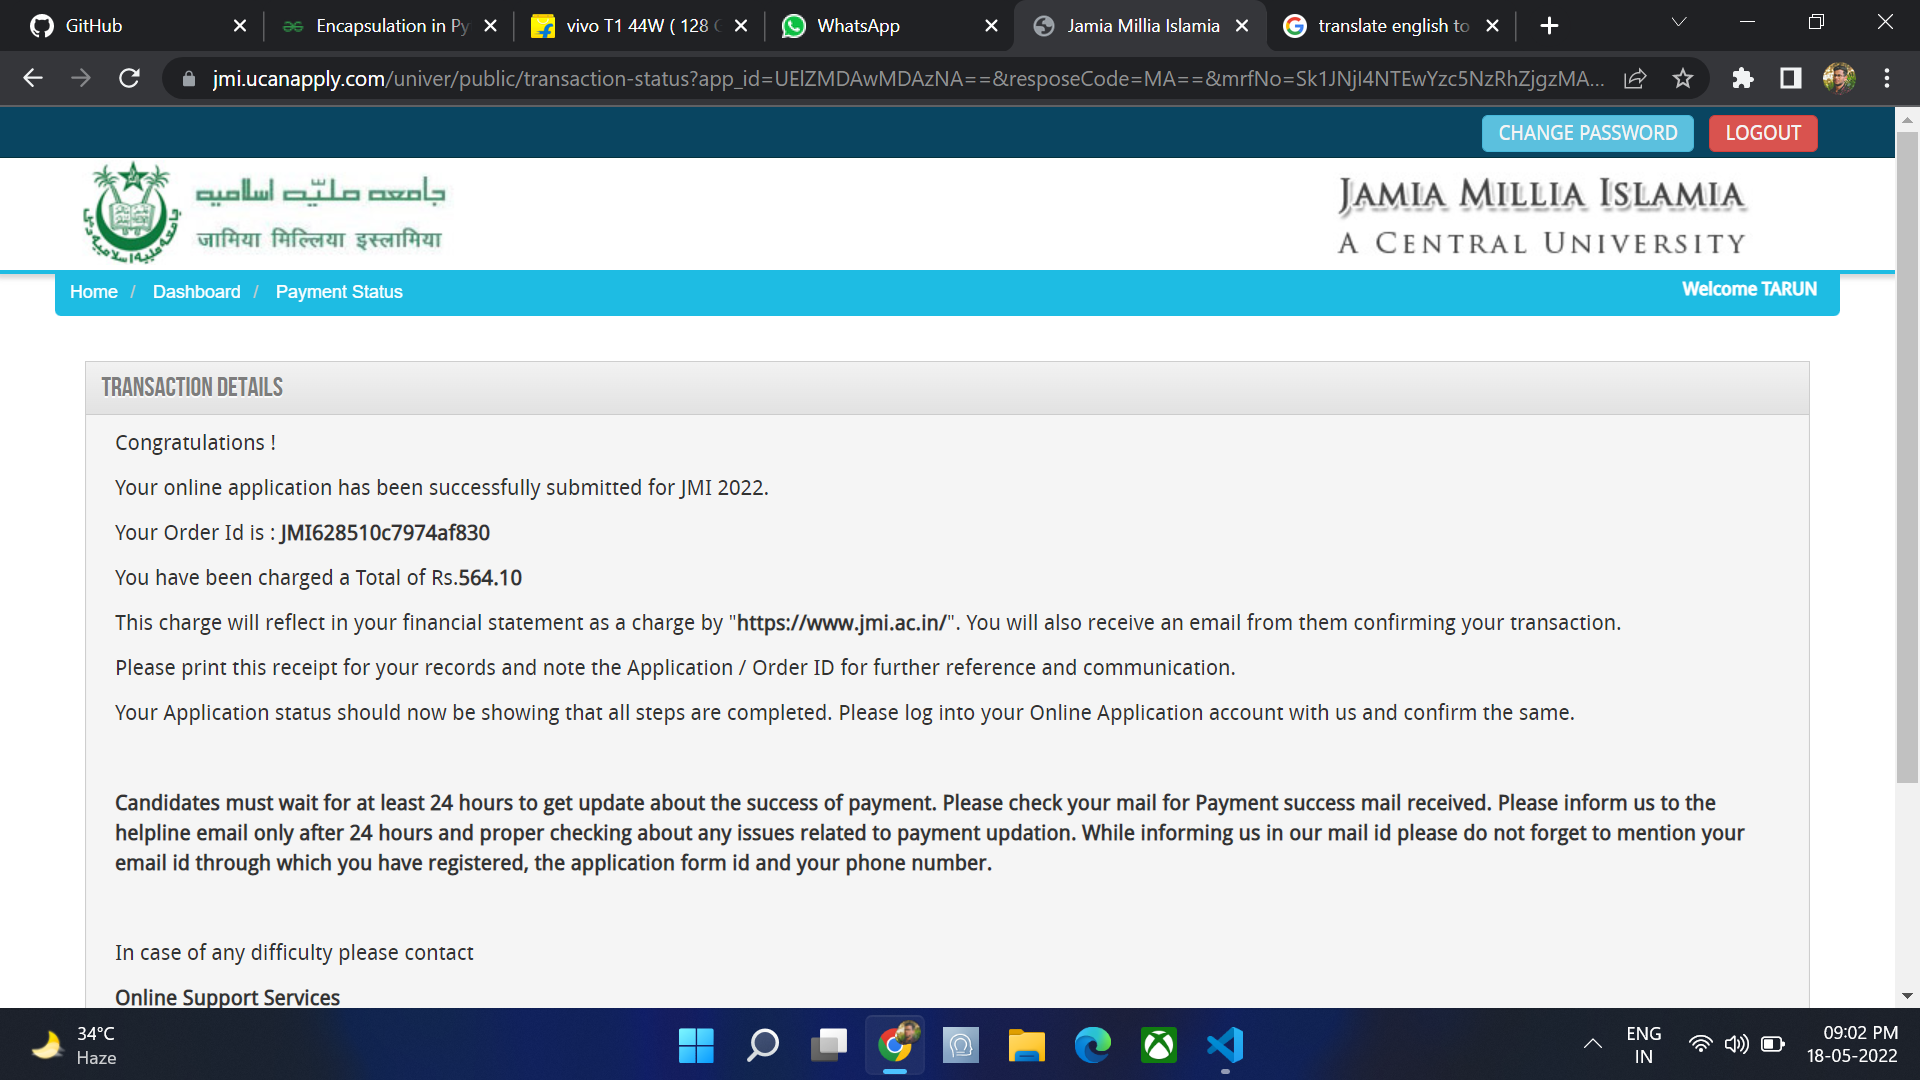 GitHub
Encapsulation in Py
vivo T1 44W ( 128 G
WhatsApp
Jamia Millia Islamia
translate english to
jmi.ucanapply.com/univer/public/transaction-status?app_id=UElZMDAwMDAzNA==&resposeCode=MA==&mrfNo=Sk1JNjI4NTEwYzc5NzRhZjgzMA...
CHANGE PASSWORD
LOGOUT
جامعہ ملیّہ اسلامیہ
जामिया मिल्लिया इस्लामिया
JAMIA MILLIA ISLAMIA
A CENTRAL UNIVERSITY
Home / Dashboard / Payment Status
Welcome TARUN
TRANSACTION DETAILS
Congratulations !
Your online application has been successfully submitted for JMI 2022.
Your Order Id is : JMI628510c7974af830
You have been charged a Total of Rs.564.10
This charge will reflect in your financial statement as a charge by "https://www.jmi.ac.in/". You will also receive an email from them confirming your transaction.
Please print this receipt for your records and note the Application / Order ID for further reference and communication.
Your Application status should now be showing that all steps are completed. Please log into your Online Application account with us and confirm the same.
Candidates must wait for at least 24 hours to get update about the success of payment. Please check your mail for Payment success mail received. Please inform us to the
helpline email only after 24 hours and proper checking about any issues related to payment updation. While informing us in our mail id please do not forget to mention your
email id through which you have registered, the application form id and your phone number.
In case of any difficulty please contact
Online Support Services
34°C
Haze
ENG
IN
09:02 PM
18-05-2022